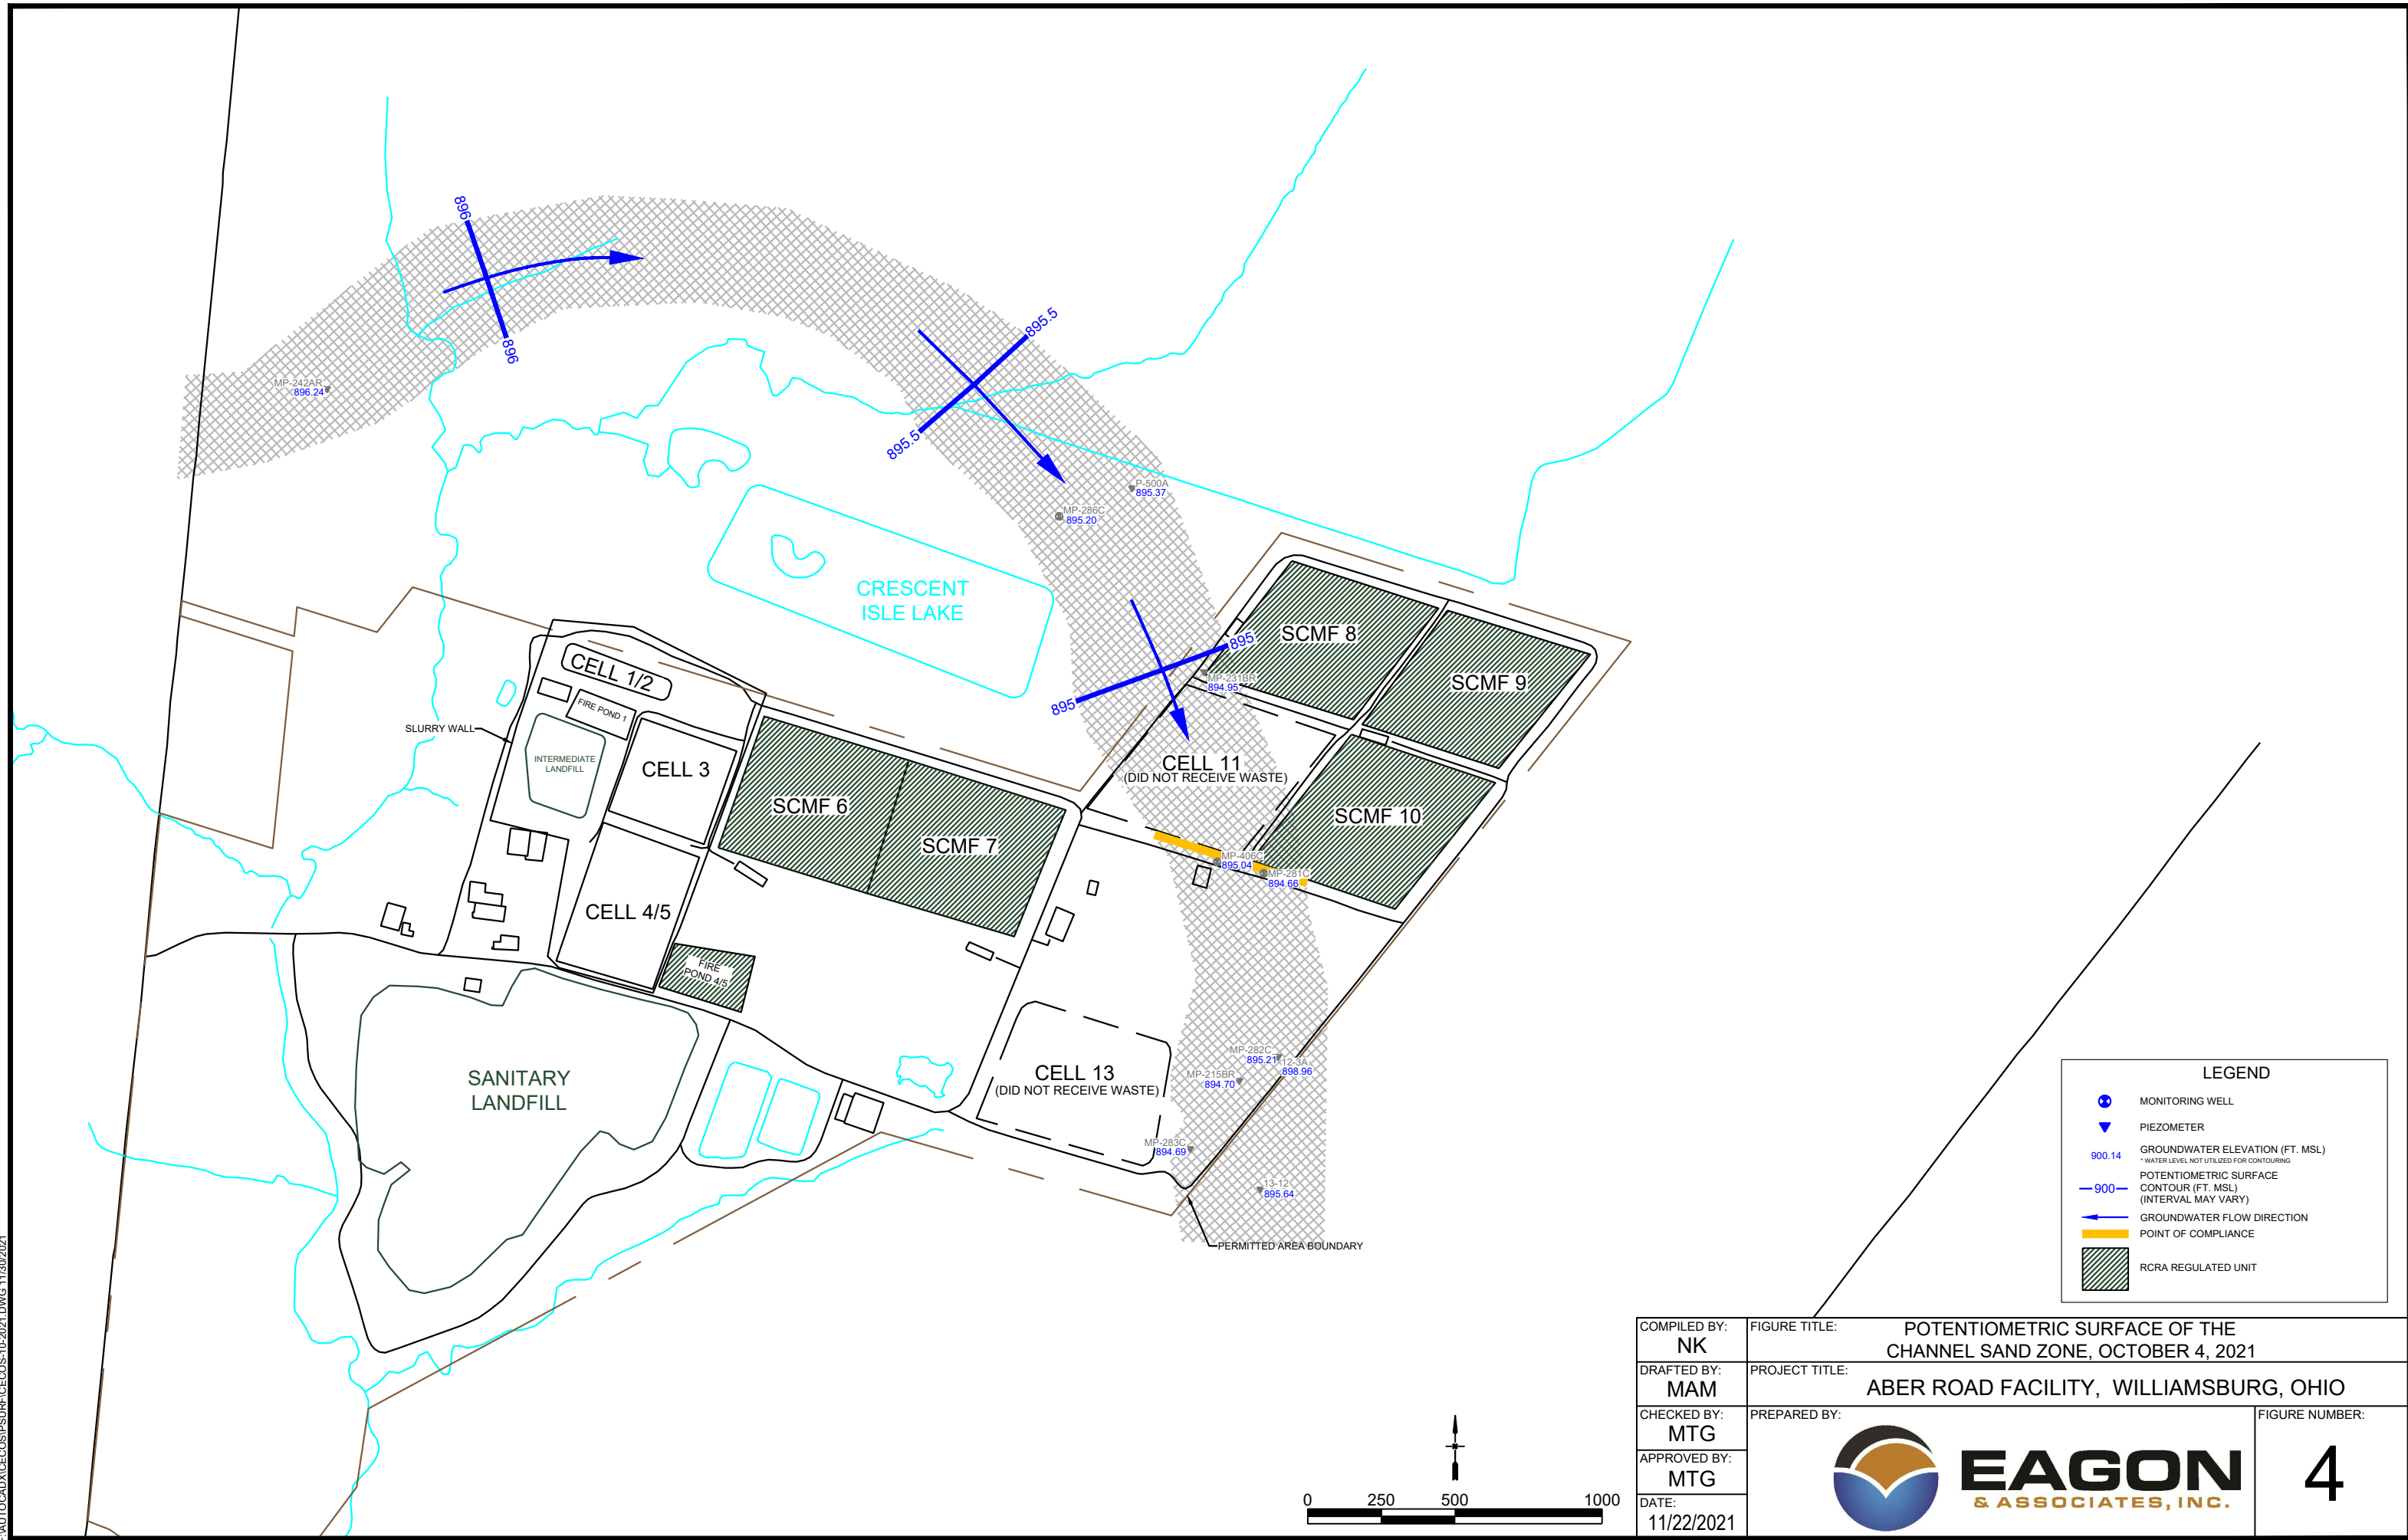 896
896
MP-242AR
896.24
895.5
895.5
P-500A
895.37
MP-286C
895.20
CRESCENT
ISLE LAKE
SCMF 8
895
895
MP-231BR
894.95
SCMF 9
CELL 1/2
FIRE POND 1
SLURRY WALL
INTERMEDIATE
LANDFILL
CELL 3
SCMF 6
SCMF 7
CELL 11
(DID NOT RECEIVE WASTE)
SCMF 10
MP-406C
895.04
MP-281C
894.66
CELL 4/5
FIRE
POND 4/5
SANITARY
LANDFILL
CELL 13
(DID NOT RECEIVE WASTE)
MP-282C
895.21
12-3A
898.96
MP-215BR
894.70
MP-283C
894.69
13-12
895.64
PERMITTED AREA BOUNDARY
LEGEND
MONITORING WELL
PIEZOMETER
900.14
GROUNDWATER ELEVATION (FT. MSL)
* WATER LEVEL NOT UTILIZED FOR CONTOURING
900
POTENTIOMETRIC SURFACE
CONTOUR (FT. MSL)
(INTERVAL MAY VARY)
GROUNDWATER FLOW DIRECTION
POINT OF COMPLIANCE
RCRA REGULATED UNIT
0 250 500 1000
COMPILED BY:
NK
DRAFTED BY:
MAM
CHECKED BY:
MTG
APPROVED BY:
MTG
DATE:
11/22/2021
FIGURE TITLE:
POTENTIOMETRIC SURFACE OF THE
CHANNEL SAND ZONE, OCTOBER 4, 2021
PROJECT TITLE:
ABER ROAD FACILITY, WILLIAMSBURG, OHIO
PREPARED BY:
EAGON
& ASSOCIATES, INC.
FIGURE NUMBER:
4